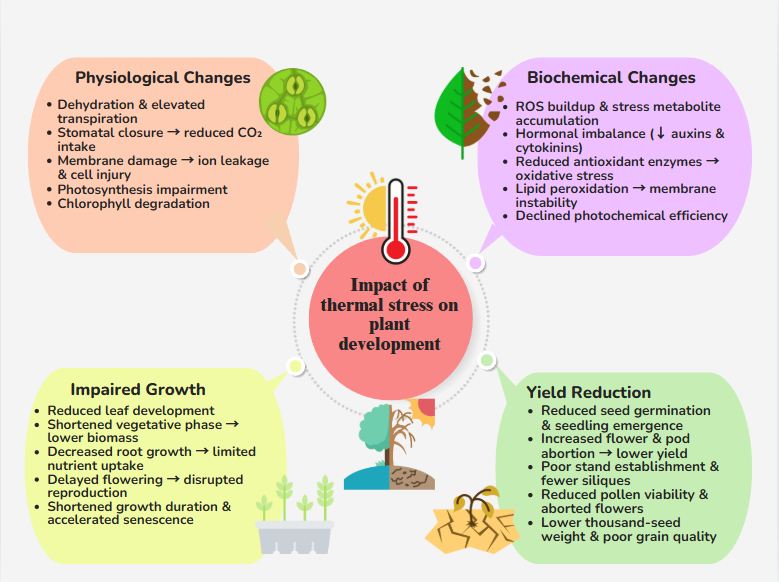 Physiological Changes
• Dehydration & elevated
transpiration
• Stomatal closure → reduced CO₂
intake
• Membrane damage → ion leakage
& cell injury
• Photosynthesis impairment
• Chlorophyll degradation
Biochemical Changes
• ROS buildup & stress metabolite
accumulation
• Hormonal imbalance (↓ auxins &
cytokinins)
• Reduced antioxidant enzymes →
oxidative stress
• Lipid peroxidation → membrane
instability
• Declined photochemical efficiency
Impact of
thermal stress on
plant
development
Impaired Growth
• Reduced leaf development
• Shortened vegetative phase →
lower biomass
• Decreased root growth → limited
nutrient uptake
• Delayed flowering → disrupted
reproduction
• Shortened growth duration &
accelerated senescence
Yield Reduction
• Reduced seed germination
& seedling emergence
• Increased flower & pod
abortion → lower yield
• Poor stand establishment &
fewer siliques
• Reduced pollen viability &
aborted flowers
• Lower thousand-seed
weight & poor grain quality